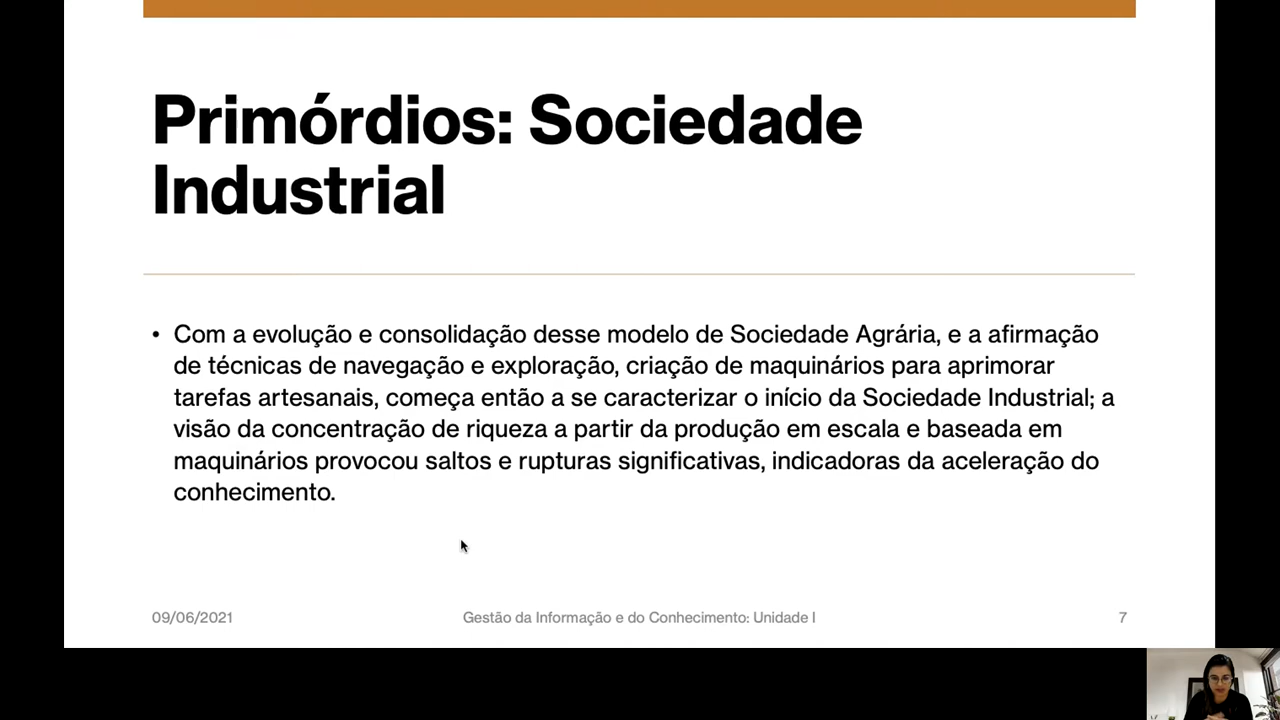 Primórdios: Sociedade
Industrial
• Com a evolução e consolidação desse modelo de Sociedade Agrária, e a afirmação
de técnicas de navegação e exploração, criação de maquinários para aprimorar
tarefas artesanais, começa então a se caracterizar o início da Sociedade Industrial; a
visão da concentração de riqueza a partir da produção em escala e baseada em
maquinários provocou saltos e rupturas significativas, indicadoras da aceleração do
conhecimento.
09/06/2021 Gestão da Informação e do Conhecimento: Unidade I 7